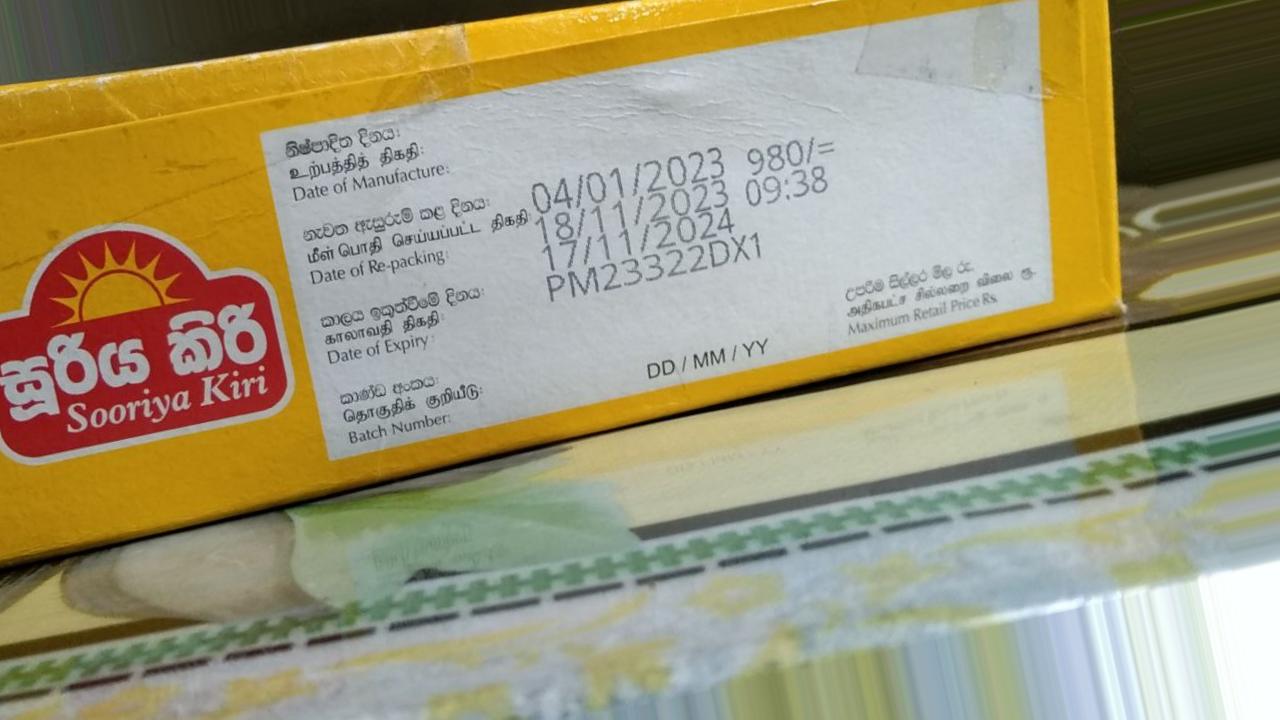 නිෂ්පාදිත දිනය:
உற்பத்தித் திகதி:
Date of Manufacture:
නැවත ඇසුරුම් කළ දිනය:
மீள் பொதி செய்யப்பட்ட திகதி:
Date of Re-packing:
කාලය ඉකුත්වීමේ දිනය:
காலாவதி திகதி:
Date of Expiry:
කාණ්ඩ අංකය:
தொகுதிக் குறியீடு:
Batch Number:
04/01/2023 980/=
18/11/2023 09:38
17/11/2024
PM23322DX1
DD / MM / YY
උපරිම සිල්ලර මිල රු.
அதிகபட்ச சில்லறை விலை ரூ.
Maximum Retail Price Rs.
සූරිය කිරි
Sooriya Kiri